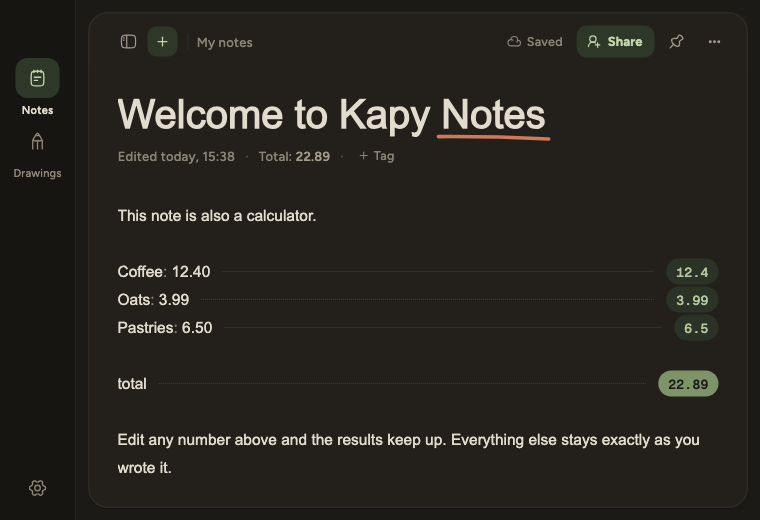 My notes
Saved
Share
Notes
Drawings
Welcome to Kapy Notes
Edited today, 15:38 · Total: 22.89 · + Tag
This note is also a calculator.
Coffee: 12.40 12.4
Oats: 3.99 3.99
Pastries: 6.50 6.5
total 22.89
Edit any number above and the results keep up. Everything else stays exactly as you
wrote it.